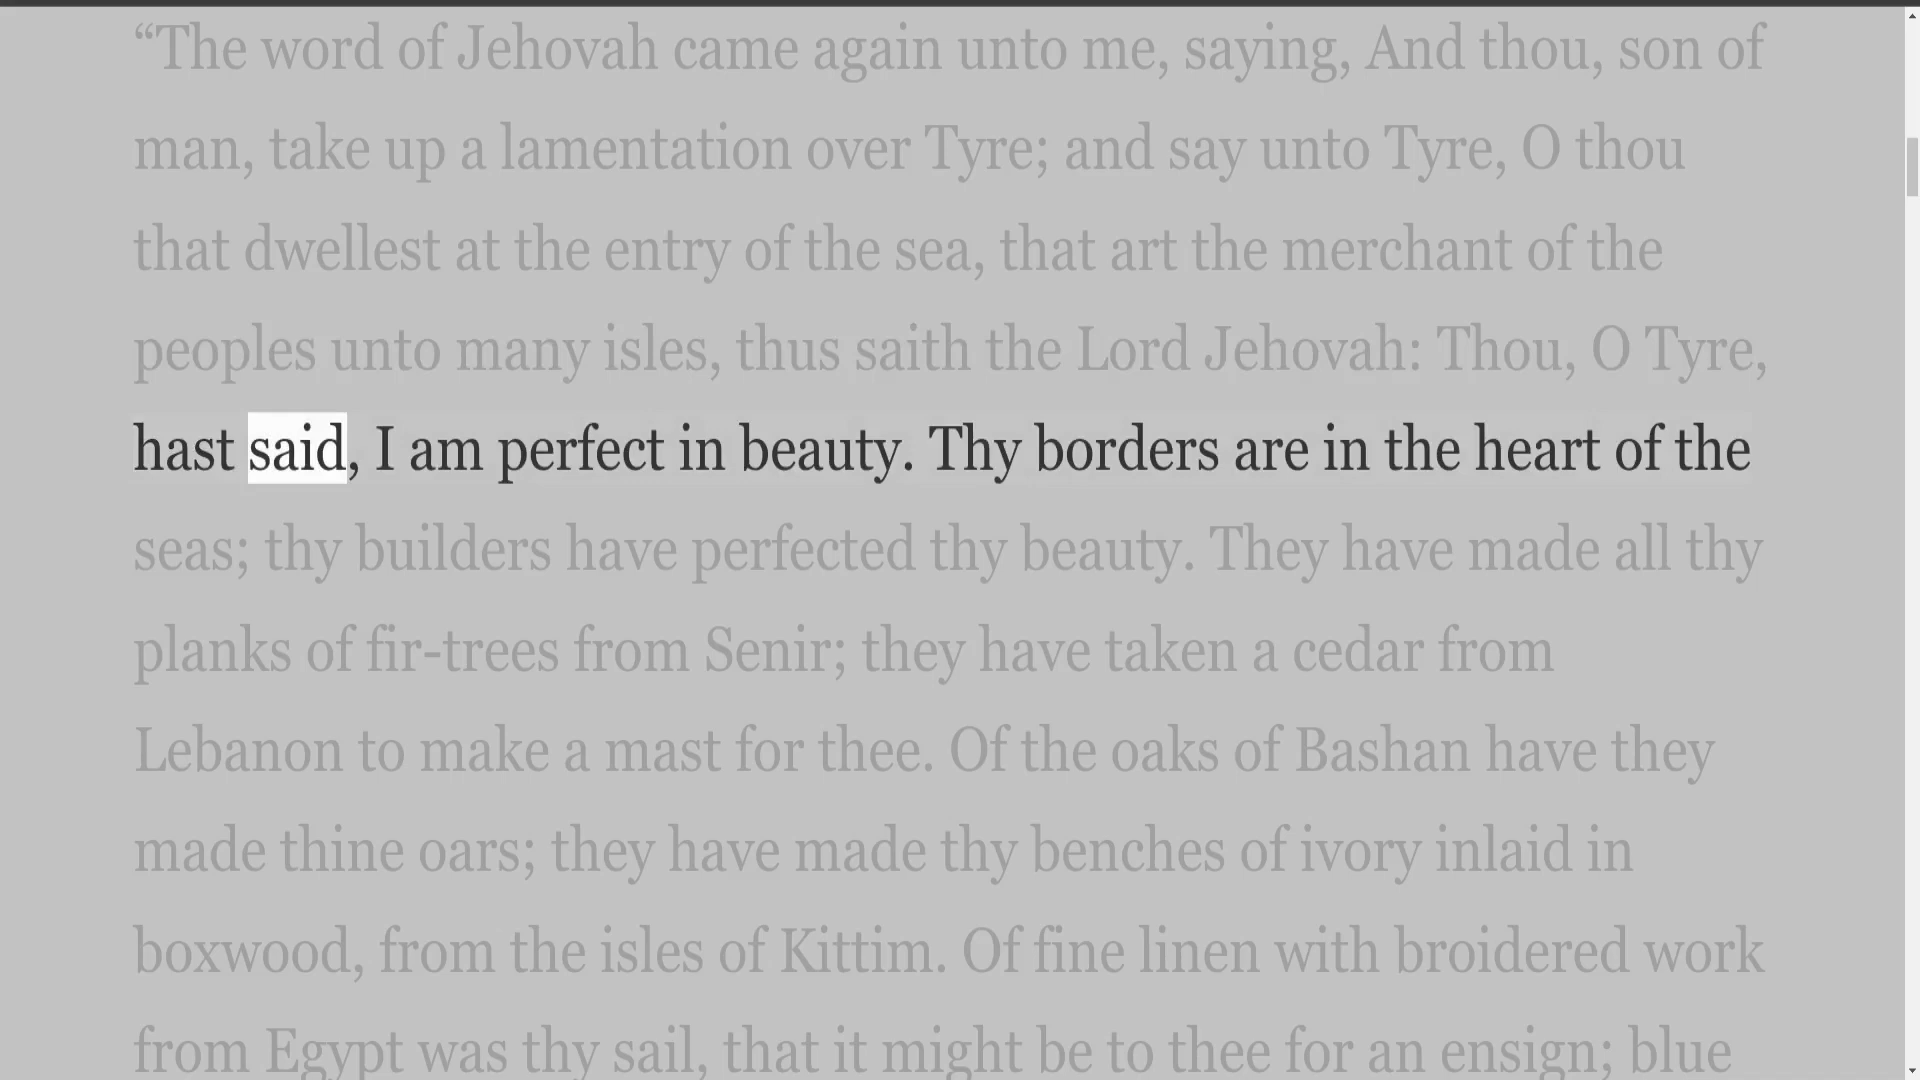 “The word of Jehovah came again unto me, saying, And thou, son of
man, take up a lamentation over Tyre; and say unto Tyre, O thou
that dwellest at the entry of the sea, that art the merchant of the
peoples unto many isles, thus saith the Lord Jehovah: Thou, O Tyre,
hast said, I am perfect in beauty. Thy borders are in the heart of the
seas; thy builders have perfected thy beauty. They have made all thy
planks of fir-trees from Senir; they have taken a cedar from
Lebanon to make a mast for thee. Of the oaks of Bashan have they
made thine oars; they have made thy benches of ivory inlaid in
boxwood, from the isles of Kittim. Of fine linen with broidered work
from Egypt was thy sail, that it might be to thee for an ensign; blue